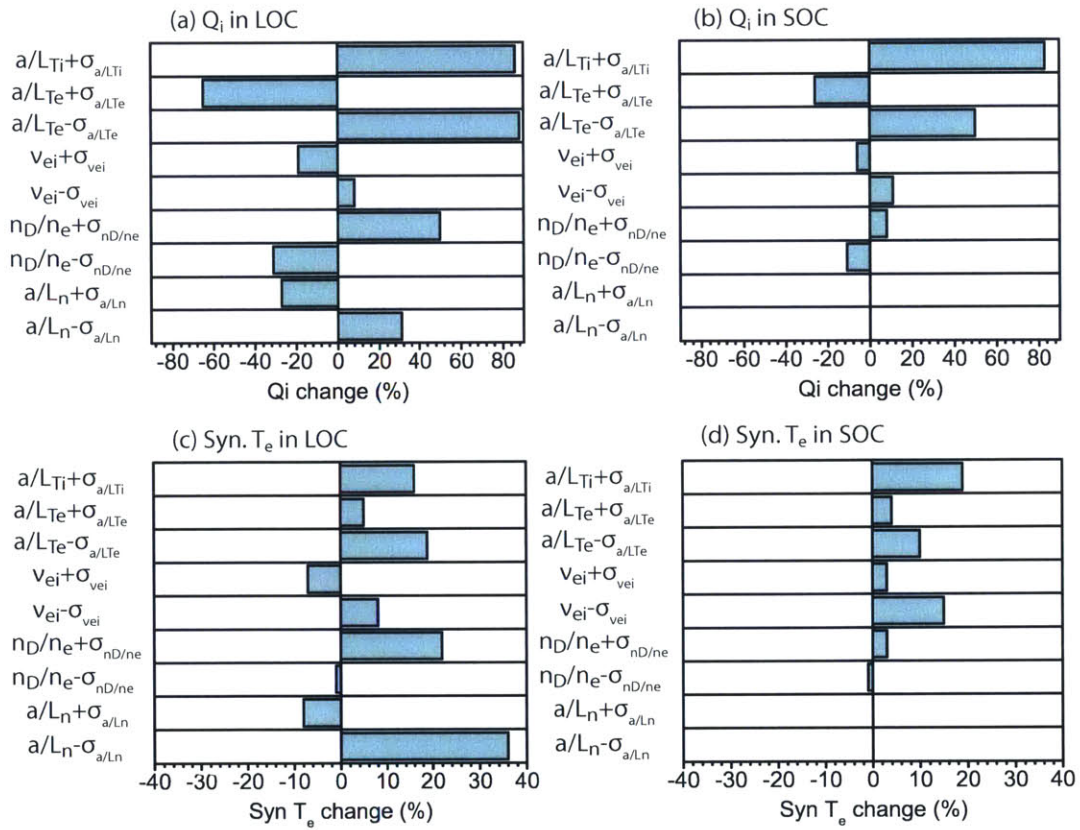 (a) Qi in LOC
a/LTi+σa/LTi
a/LTe+σa/LTe
a/LTe-σa/LTe
νei+σvei
νei-σvei
nD/ne+σnD/ne
nD/ne-σnD/ne
a/Ln+σa/Ln
a/Ln-σa/Ln
-80 -60 -40 -20 0 20 40 60 80
Qi change (%)
(b) Qi in SOC
a/LTi+σa/LTi
a/LTe+σa/LTe
a/LTe-σa/LTe
νei+σvei
νei-σvei
nD/ne+σnD/ne
nD/ne-σnD/ne
a/Ln+σa/Ln
a/Ln-σa/Ln
-80 -60 -40 -20 0 20 40 60 80
Qi change (%)
(c) Syn. Te in LOC
a/LTi+σa/LTi
a/LTe+σa/LTe
a/LTe-σa/LTe
νei+σvei
νei-σvei
nD/ne+σnD/ne
nD/ne-σnD/ne
a/Ln+σa/Ln
a/Ln-σa/Ln
-40 -30 -20 -10 0 10 20 30 40
Syn Te change (%)
(d) Syn. Te in SOC
a/LTi+σa/LTi
a/LTe+σa/LTe
a/LTe-σa/LTe
νei+σvei
νei-σvei
nD/ne+σnD/ne
nD/ne-σnD/ne
a/Ln+σa/Ln
a/Ln-σa/Ln
-40 -30 -20 -10 0 10 20 30 40
Syn Te change (%)